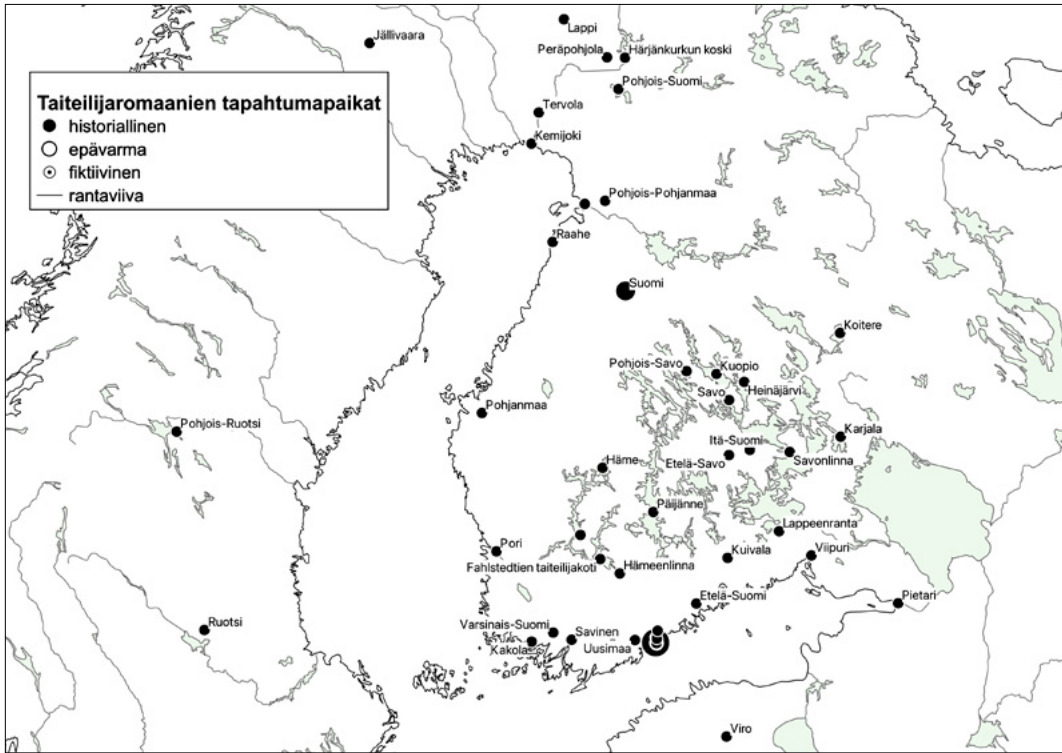 Lappi
Jällivaara
Peräpohjola
Härjänkurkun koski
Pohjois-Suomi
Taiteilijaromaanien tapahtumapaikat
historiallinen
epävarma
fiktiivinen
rantaviiva
Tervola
Kemijoki
Pohjois-Pohjanmaa
Raahe
Suomi
Koitere
Pohjois-Savo
Kuopio
Heinäjärvi
Savo
Pohjanmaa
Pohjois-Ruotsi
Karjala
Itä-Suomi
Häme
Etelä-Savo
Savonlinna
Päijänne
Lappeenranta
Pori
Kuivala
Viipuri
Fahlstedtien taiteilijakoti
Hämeenlinna
Etelä-Suomi
Pietari
Ruotsi
Varsinais-Suomi
Savinen
Kakola
Uusimaa
Viro